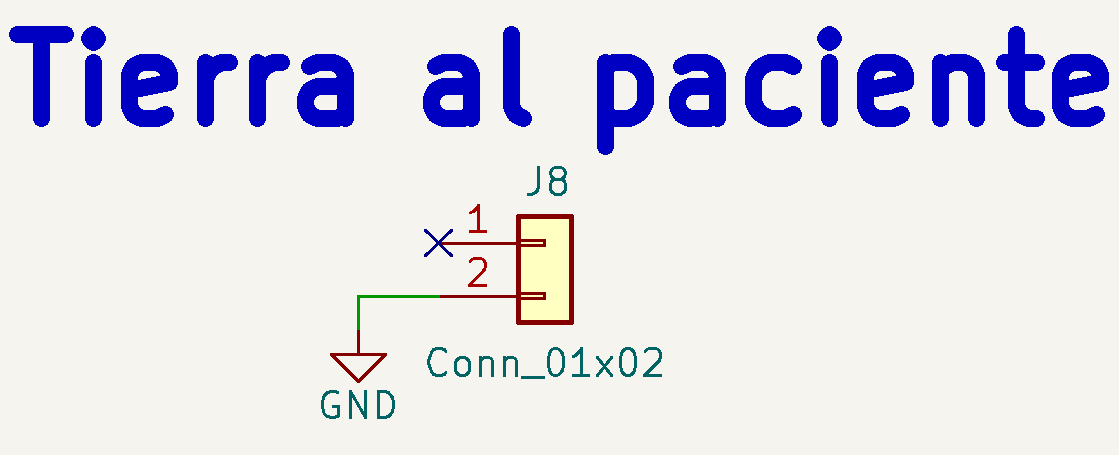 Tierra al paciente
J8
1
2
Conn_01x02
GND